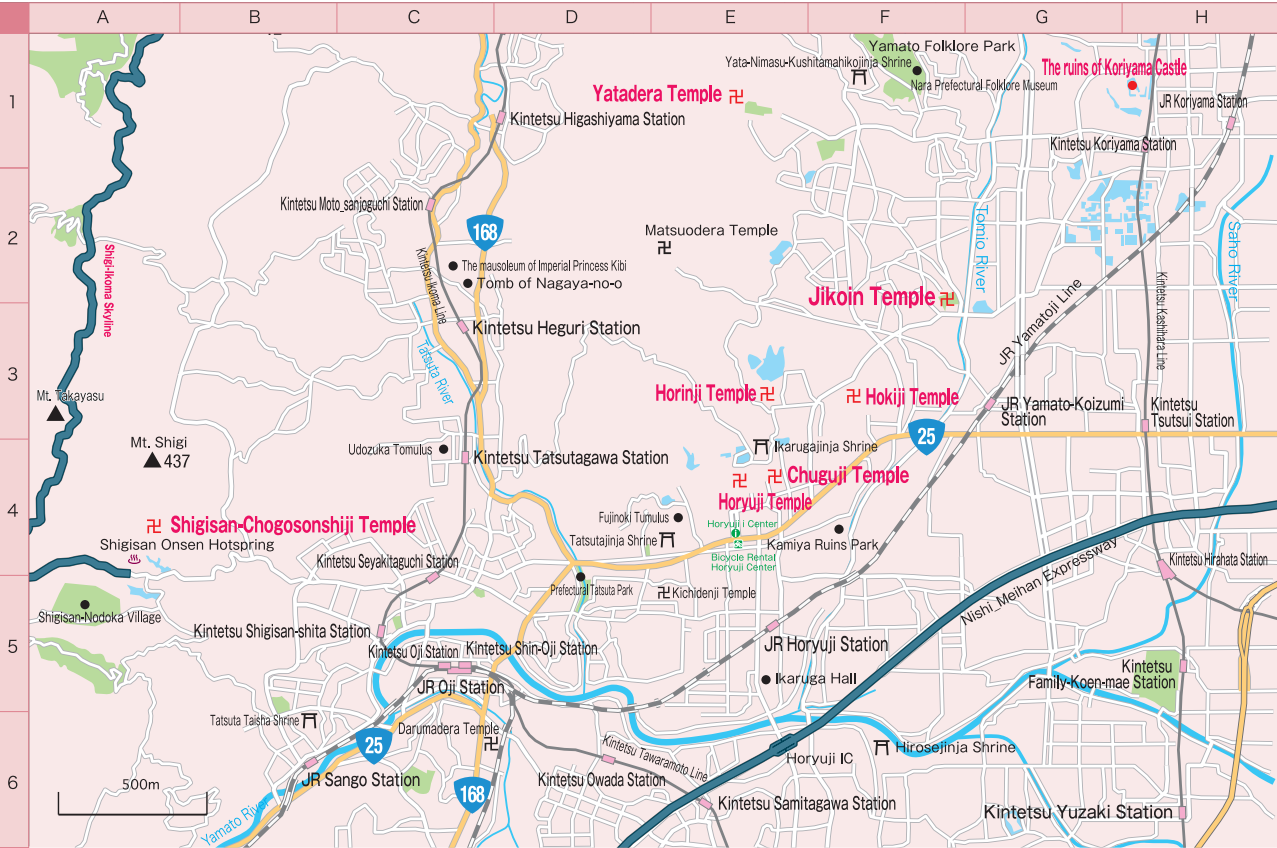 A B C D E F G H
1
2
3
4
5
6
Yamato Folklore Park
Yata-Nimasu-Kushitamahikojinja Shrine
Nara Prefectural Folklore Museum
The ruins of Koriyama Castle
Yatadera Temple
JR Koriyama Station
Kintetsu Higashiyama Station
Kintetsu Koriyama Station
Kintetsu Moto_sanjoguchi Station
168
Matsuodera Temple
Tomio River
Saho River
Shigi-Ikoma Skyline
Kintetsu Ikoma Line
The mausoleum of Imperial Princess Kibi
Tomb of Nagaya-no-o
Jikoin Temple
JR Yamatoji Line
Kintetsu Kashihara Line
Kintetsu Heguri Station
Tatsuta River
Mt. Takayasu
Horinji Temple
Hokiji Temple
JR Yamato-Koizumi
Station
Kintetsu
Tsutsui Station
25
Mt. Shigi
437
Udozuka Tomulus
Kintetsu Tatsutagawa Station
Ikarugajinja Shrine
Chuguji Temple
Horyuji Temple
Shigisan-Chogosonshiji Temple
Shigisan Onsen Hotspring
Fujinoki Tumulus
Tatsutajinja Shrine
Horyuji i Center
Bicycle Rental
Horyuji Center
Kamiya Ruins Park
Kintetsu Seyakitaguchi Station
Nishi_Meihan Expressway
Kintetsu Hirahata Station
Prefectural Tatsuta Park
Kichidenji Temple
Shigisan-Nodoka Village
Kintetsu Shigisan-shita Station
Kintetsu Oji Station
Kintetsu Shin-Oji Station
JR Horyuji Station
JR Oji Station
Ikaruga Hall
Kintetsu
Family-Koen-mae Station
Tatsuta Taisha Shrine
Darumadera Temple
25
Kintetsu Tawaramoto Line
Horyuji IC
Hirosejinja Shrine
JR Sango Station
500m
168
Kintetsu Owada Station
Kintetsu Samitagawa Station
Kintetsu Yuzaki Station
Yamato River